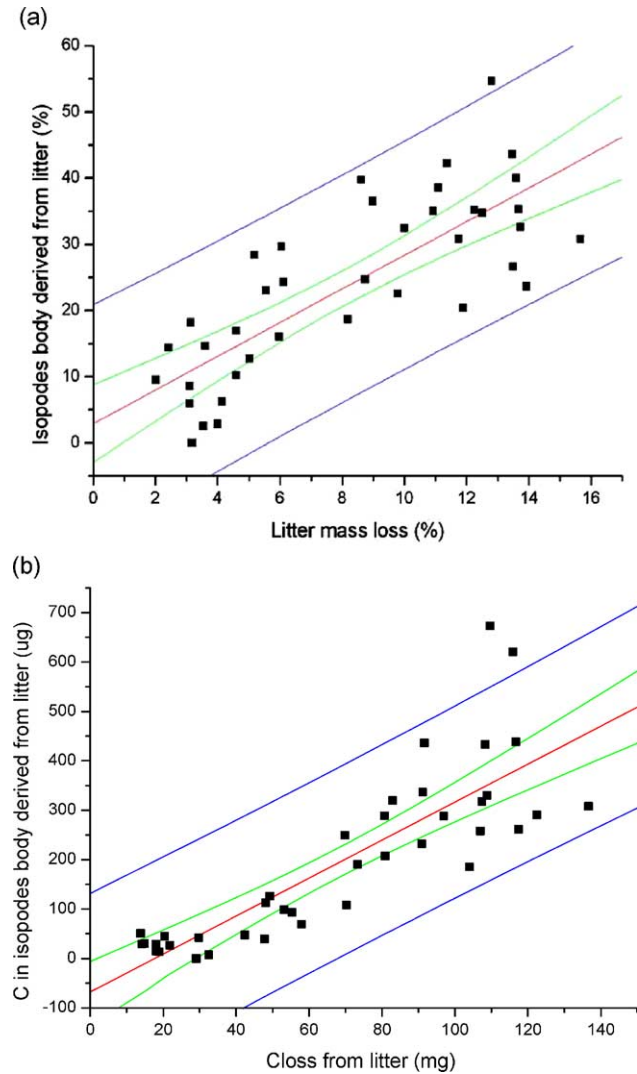 (a)
60
50
40
30
20
10
0
Isopodes body derived from litter (%)
0 2 4 6 8 10 12 14 16
Litter mass loss (%)
(b)
700
600
500
400
300
200
100
0
-100
C in isopodes body derived from litter (ug)
0 20 40 60 80 100 120 140
Closs from litter (mg)